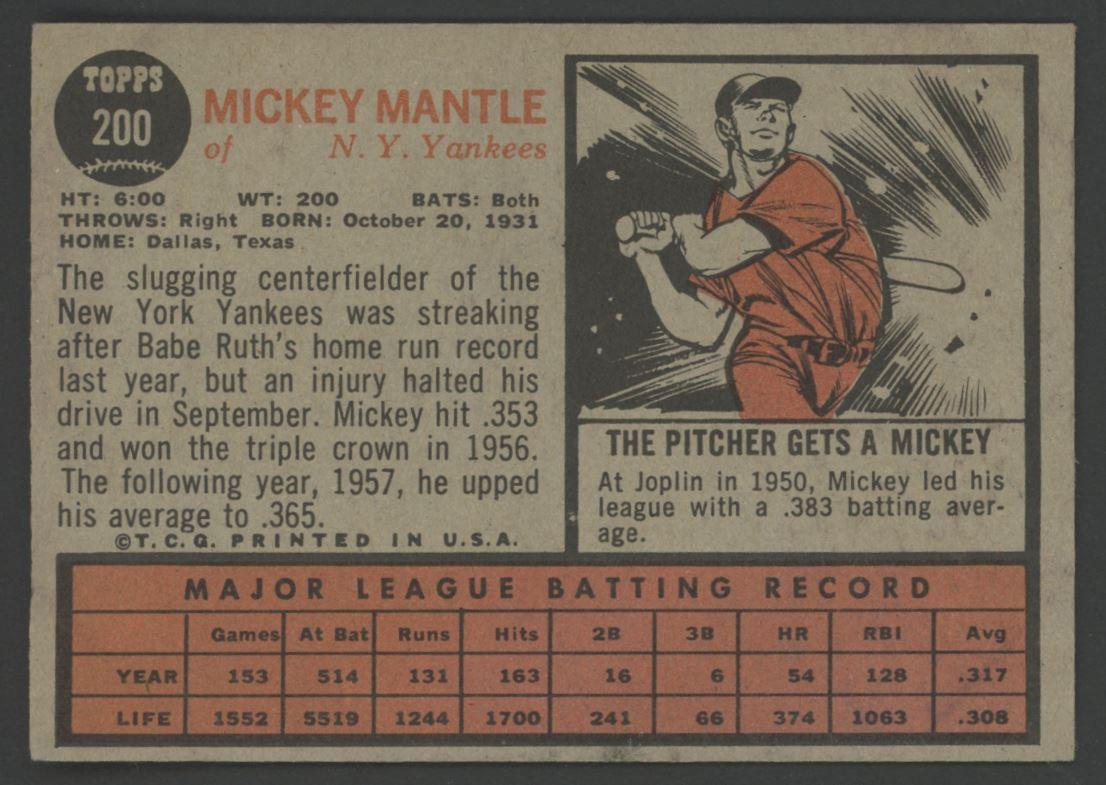 TOPPS
200
MICKEY MANTLE
of N. Y. Yankees
HT: 6:00 WT: 200 BATS: Both
THROWS: Right BORN: October 20, 1931
HOME: Dallas, Texas
The slugging centerfielder of the
New York Yankees was streaking
after Babe Ruth's home run record
last year, but an injury halted his
drive in September. Mickey hit .353
and won the triple crown in 1956.
The following year, 1957, he upped
his average to .365.
©T.C.G. PRINTED IN U.S.A.
THE PITCHER GETS A MICKEY
At Joplin in 1950, Mickey led his
league with a .383 batting aver-
age.
MAJOR LEAGUE BATTING RECORD
Games At Bat Runs Hits 2B 3B HR RBI Avg
YEAR 153 514 131 163 16 6 54 128 .317
LIFE 1552 5519 1244 1700 241 66 374 1063 .308